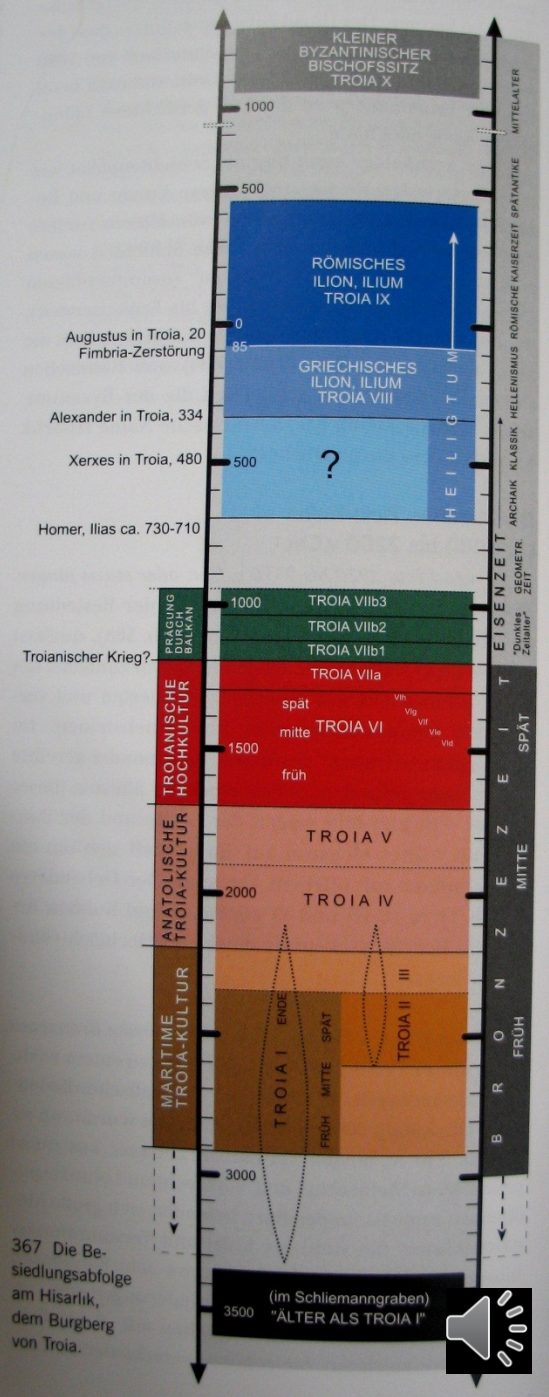 KLEINER
BYZANTINISCHER
BISCHOFSSITZ
TROIA X
1000
500
RÖMISCHES
ILION, ILIUM
TROIA IX
0
Augustus in Troia, 20
Fimbria-Zerstörung
85
GRIECHISCHES
ILION, ILIUM
TROIA VIII
HEILIGTUM
Alexander in Troia, 334
Xerxes in Troia, 480
500
?
Homer, Ilias ca. 730-710
1000
TROIA VIIb3
TROIA VIIb2
TROIA VIIb1
PRÄGUNG
DURCH
BALKAN
Troianischer Krieg?
TROIA VIIa
TROIANISCHE
HOCHKULTUR
spät
mitte
früh
TROIA VI
VIh
VIg
VIf
VIe
VId
1500
ANATOLISCHE
TROIA-KULTUR
TROIA V
2000
TROIA IV
MARITIME
TROIA-KULTUR
III
TROIA II
TROIA I
ENDE
FRÜH MITTE SPÄT
3000
(im Schliemanngraben)
3500
"ÄLTER ALS TROIA I"
MITTELALTER
SPÄTANTIKE
RÖMISCHE KAISERZEIT
HELLENISMUS
KLASSIK
ARCHAIK
GEOMETR.
ZEIT
"Dunkles
Zeitalter"
EISENZEIT
BRONZEZEIT
SPÄT
MITTE
FRÜH
367 Die Be-
siedlungsabfolge
am Hisarlık,
dem Burgberg
von Troia.